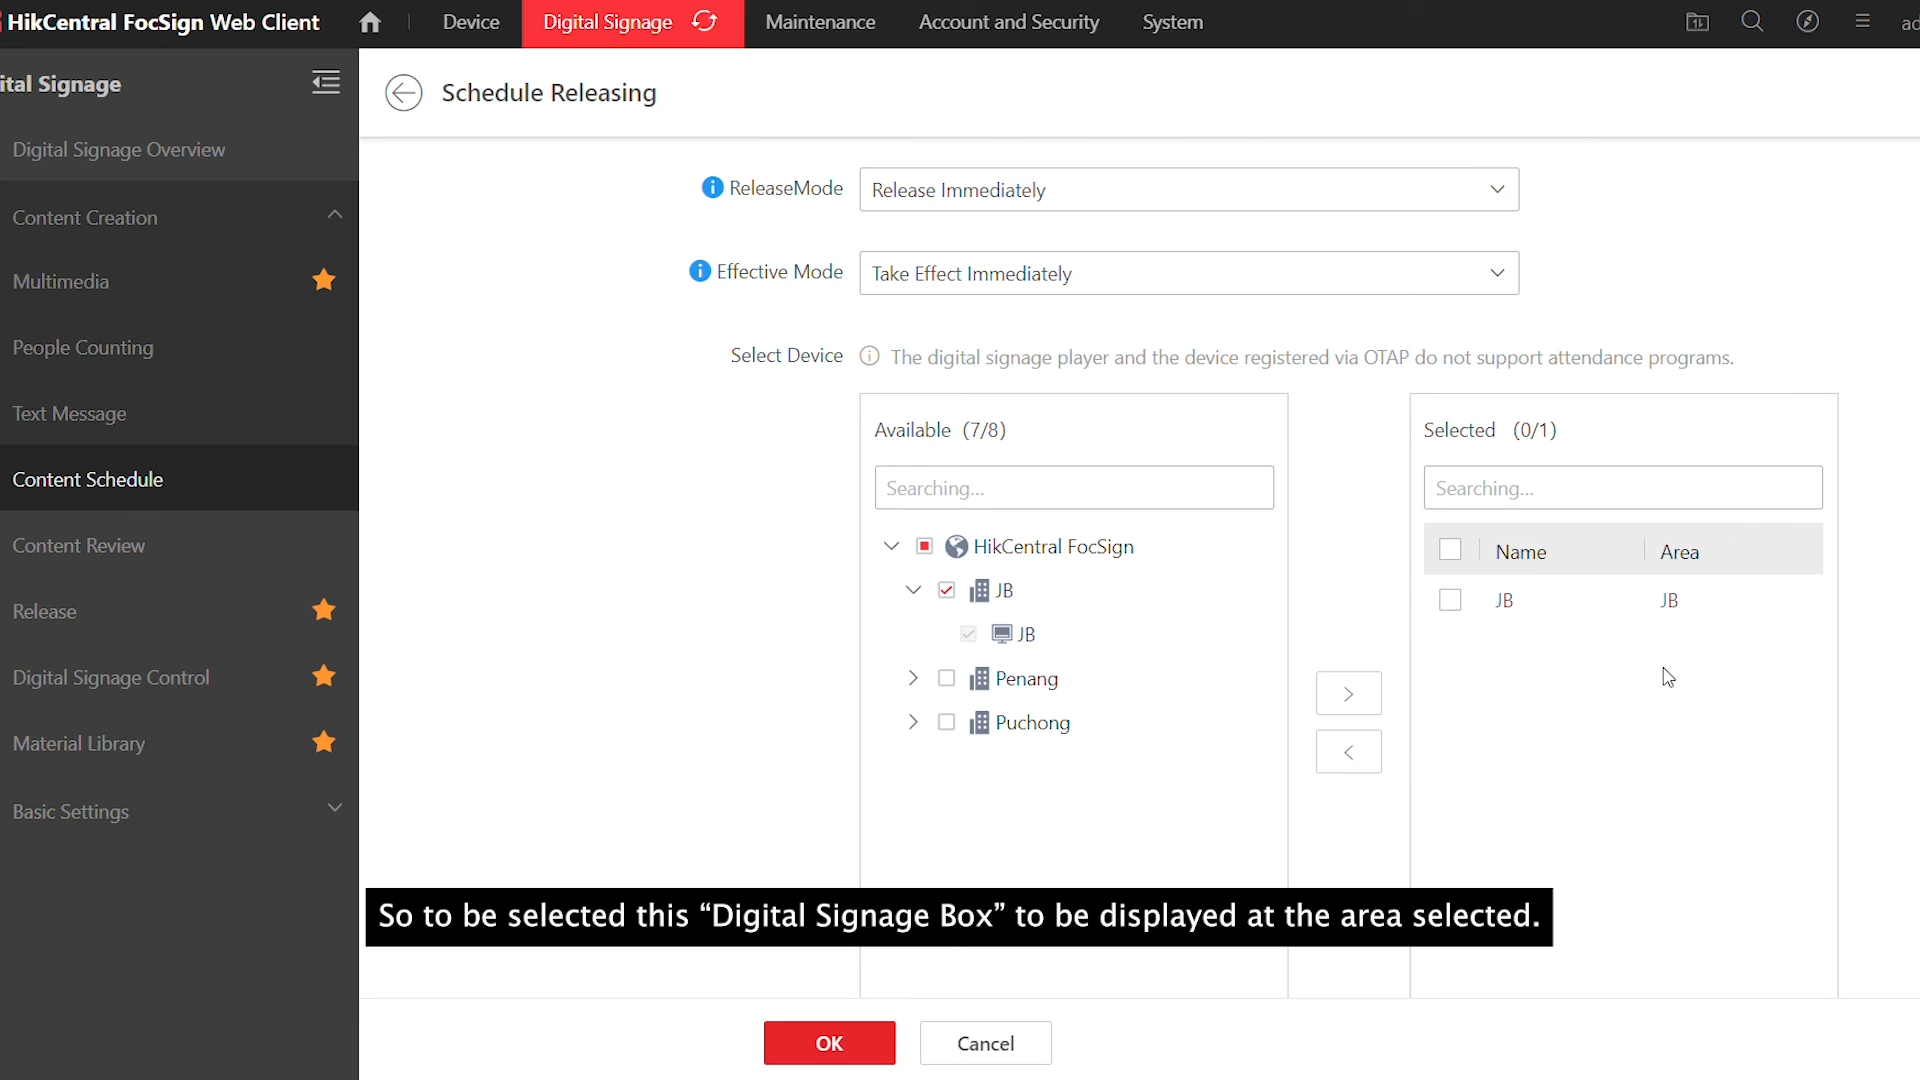 HikCentral FocSign Web Client
Device
Digital Signage
Maintenance
Account and Security
System
ad
ital Signage
Schedule Releasing
Digital Signage Overview
Content Creation
Multimedia
People Counting
Text Message
Content Schedule
Content Review
Release
Digital Signage Control
Material Library
Basic Settings
ReleaseMode
Release Immediately
Effective Mode
Take Effect Immediately
Select Device
The digital signage player and the device registered via OTAP do not support attendance programs.
Available (7/8)
Searching...
HikCentral FocSign
JB
JB
Penang
Puchong
>
<
Selected (0/1)
Searching...
Name Area
JB JB
So to be selected this “Digital Signage Box” to be displayed at the area selected.
OK
Cancel